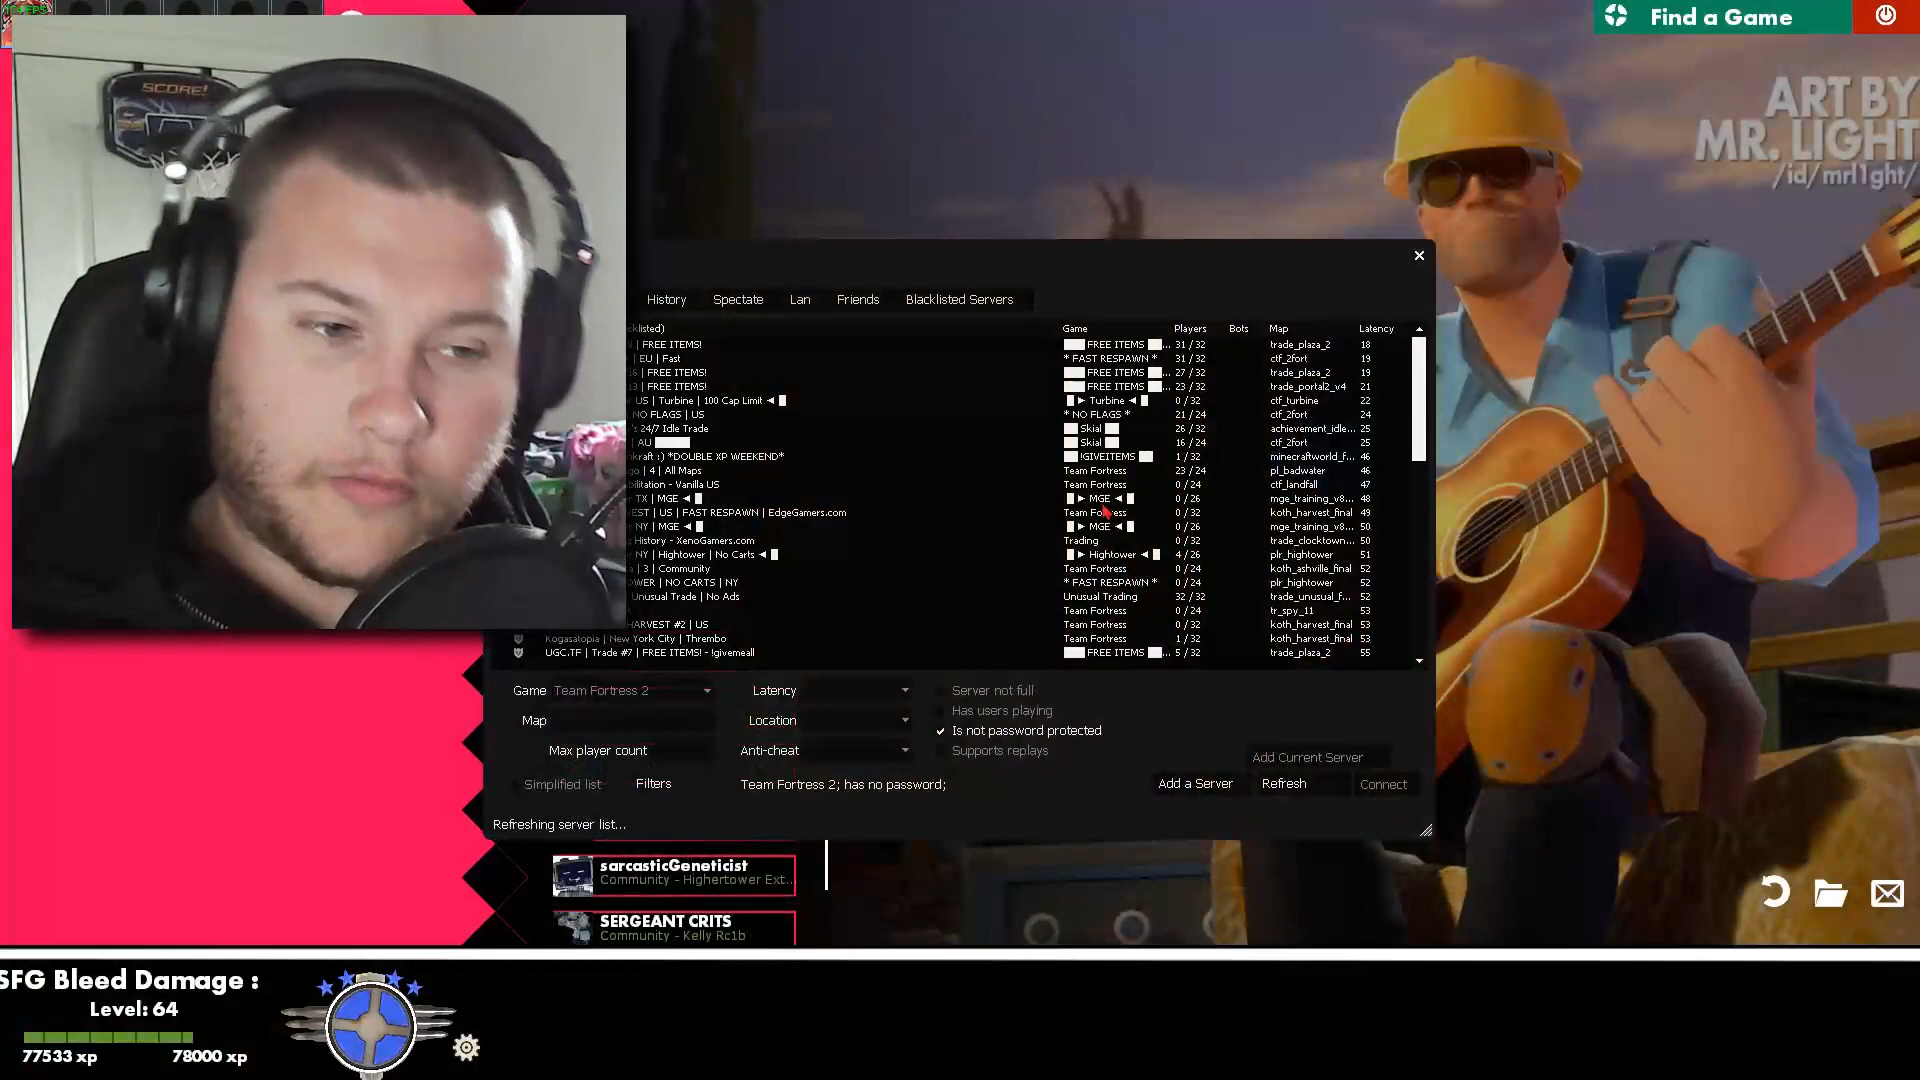 Find a Game
SCORE!
ART BY
MR. LIGHT
/id/mrl1ght/
History Spectate Lan Friends Blacklisted Servers
klisted) Game Players Bots Map Latency
| FREE ITEMS! FREE ITEMS ... 31 / 32 trade_plaza_2 18
| EU | Fast * FAST RESPAWN * 31 / 32 ctf_2fort 19
| FREE ITEMS! FREE ITEMS ... 27 / 32 trade_plaza_2 19
| FREE ITEMS! FREE ITEMS ... 23 / 32 trade_portal2_v4 21
US | Turbine | 100 Cap Limit ◄ ► Turbine ◄ 0 / 32 ctf_turbine 22
NO FLAGS | US * NO FLAGS * 21 / 24 ctf_2fort 24
's 24/7 Idle Trade Skial 26 / 32 achievement_idle... 25
AU Skial 16 / 24 ctf_2fort 25
nkraft :) *DOUBLE XP WEEKEND* !GIVEITEMS 1 / 32 minecraftworld_f... 46
go | 4 | All Maps Team Fortress 23 / 24 pl_badwater 46
bilitation - Vanilla US Team Fortress 0 / 24 ctf_landfall 47
TX | MGE ◄ ► MGE ◄ 0 / 26 mge_training_v8... 48
EST | US | FAST RESPAWN | EdgeGamers.com Team Fortress 0 / 32 koth_harvest_final 49
NY | MGE ◄ ► MGE ◄ 0 / 26 mge_training_v8... 50
g History - XenoGamers.com Trading 0 / 32 trade_clocktown... 50
NY | Hightower | No Carts ◄ ► Hightower ◄ 4 / 26 plr_hightower 51
| 3 | Community Team Fortress 0 / 24 koth_ashville_final 52
WER | NO CARTS | NY * FAST RESPAWN * 0 / 24 plr_hightower 52
Unusual Trade | No Ads Unusual Trading 32 / 32 trade_unusual_f... 52
Team Fortress 0 / 24 tr_spy_11 53
HARVEST #2 | US Team Fortress 0 / 32 koth_harvest_final 53
Kogasatopia | New York City | Thrembo Team Fortress 1 / 32 koth_harvest_final 53
UGC.TF | Trade #7 | FREE ITEMS! - !givemeall FREE ITEMS ... 5 / 32 trade_plaza_2 55
Game Team Fortress 2 Latency Server not full
Has users playing
Map Location Is not password protected
Max player count Anti-cheat Supports replays
Add Current Server
Simplified list Filters Team Fortress 2; has no password; Add a Server Refresh Connect
Refreshing server list...
sarcasticGeneticist
Community - Highertower Ext...
SERGEANT CRITS
Community - Kelly Rc1b
SFG Bleed Damage :
Level: 64
77533 xp 78000 xp